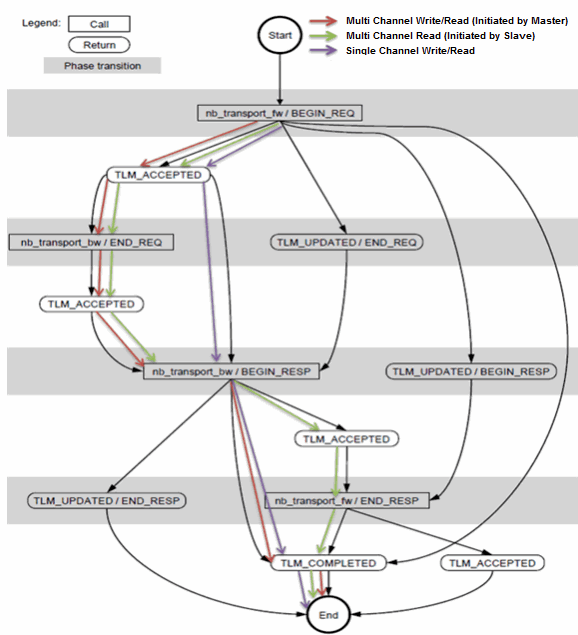 Legend:
Call
Return
Phase transition
Multi Channel Write/Read (Initiated by Master)
Multi Channel Read (Initiated by Slave)
Single Channel Write/Read
Start
nb_transport_fw / BEGIN_REQ
TLM_ACCEPTED
nb_transport_bw / END_REQ
TLM_UPDATED / END_REQ
TLM_ACCEPTED
nb_transport_bw / BEGIN_RESP
TLM_UPDATED / BEGIN_RESP
TLM_ACCEPTED
TLM_UPDATED / END_RESP
nb_transport_fw / END_RESP
TLM_COMPLETED
TLM_ACCEPTED
End